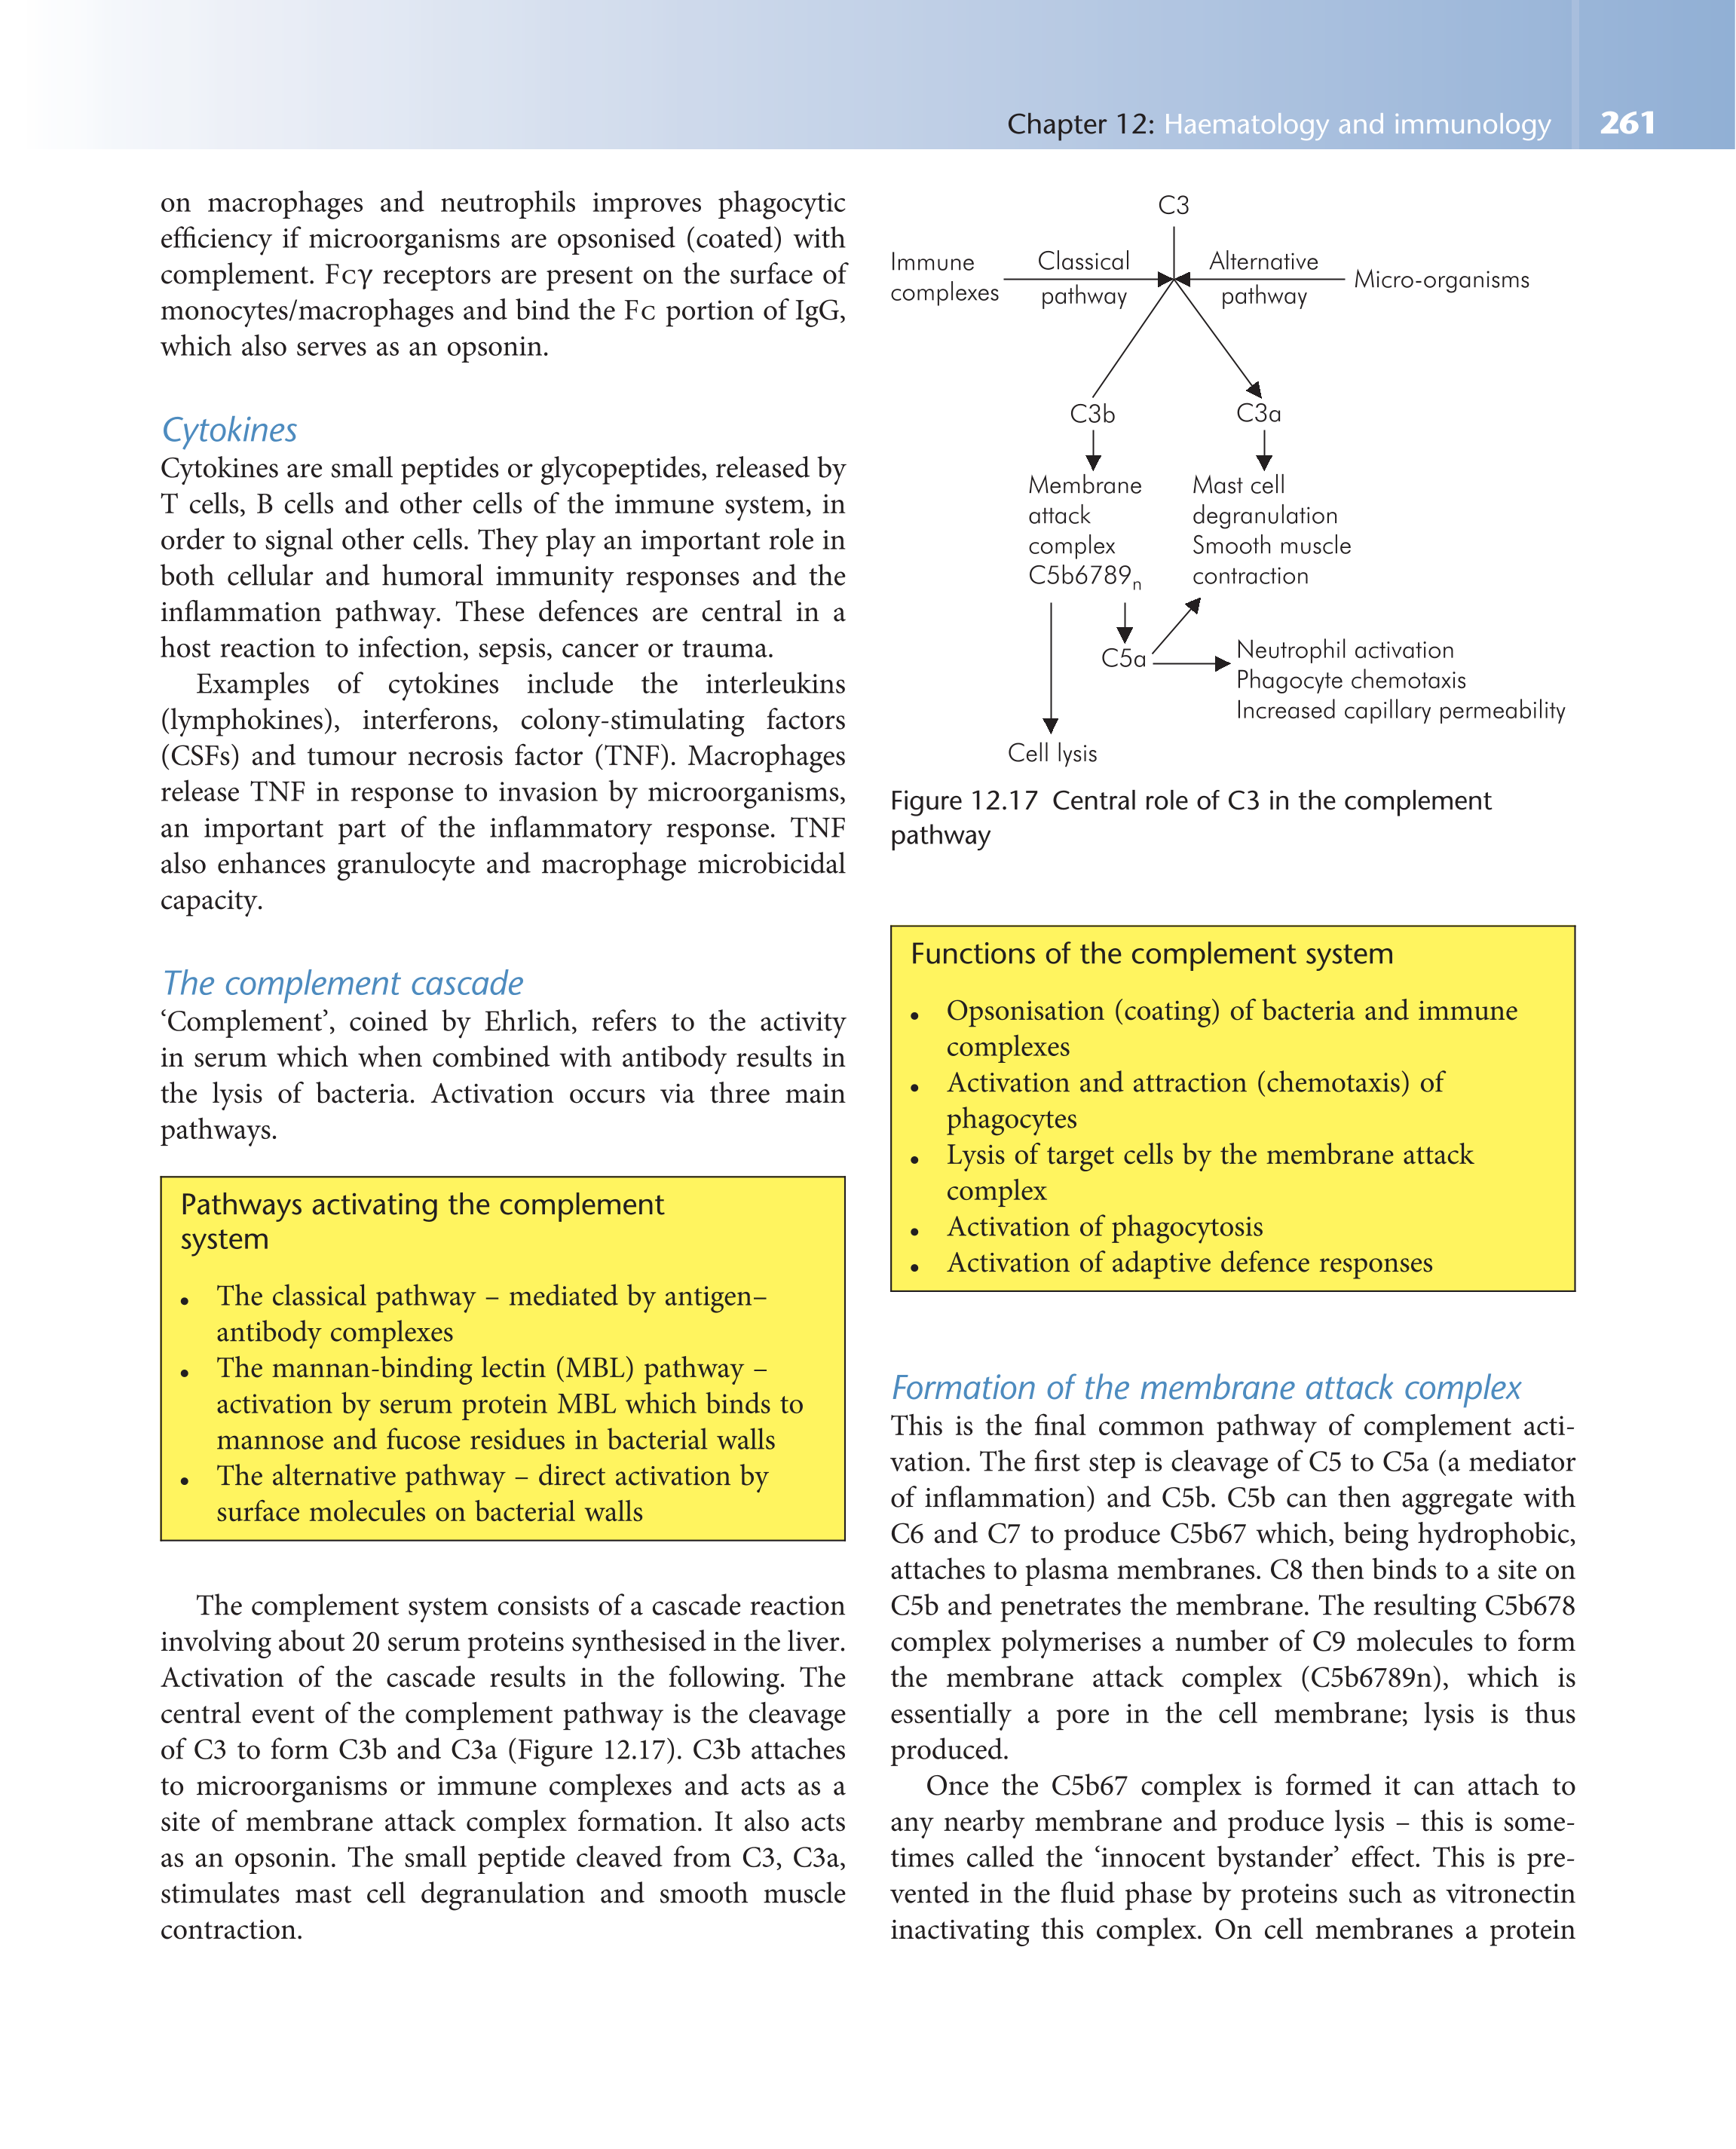 Chapter 12: Haematology and immunology 261
on macrophages and neutrophils improves phagocytic
efficiency if microorganisms are opsonised (coated) with
complement. Fcγ receptors are present on the surface of
monocytes/macrophages and bind the Fc portion of IgG,
which also serves as an opsonin.
Cytokines
Cytokines are small peptides or glycopeptides, released by
T cells, B cells and other cells of the immune system, in
order to signal other cells. They play an important role in
both cellular and humoral immunity responses and the
inflammation pathway. These defences are central in a
host reaction to infection, sepsis, cancer or trauma.
Examples of cytokines include the interleukins
(lymphokines), interferons, colony-stimulating factors
(CSFs) and tumour necrosis factor (TNF). Macrophages
release TNF in response to invasion by microorganisms,
an important part of the inflammatory response. TNF
also enhances granulocyte and macrophage microbicidal
capacity.
The complement cascade
‘Complement’, coined by Ehrlich, refers to the activity
in serum which when combined with antibody results in
the lysis of bacteria. Activation occurs via three main
pathways.
Pathways activating the complement
system
• The classical pathway – mediated by antigen–
antibody complexes
• The mannan-binding lectin (MBL) pathway –
activation by serum protein MBL which binds to
mannose and fucose residues in bacterial walls
• The alternative pathway – direct activation by
surface molecules on bacterial walls
The complement system consists of a cascade reaction
involving about 20 serum proteins synthesised in the liver.
Activation of the cascade results in the following. The
central event of the complement pathway is the cleavage
of C3 to form C3b and C3a (Figure 12.17). C3b attaches
to microorganisms or immune complexes and acts as a
site of membrane attack complex formation. It also acts
as an opsonin. The small peptide cleaved from C3, C3a,
stimulates mast cell degranulation and smooth muscle
contraction.
C3
Immune
complexes
Classical
pathway
Alternative
pathway
Micro-organisms
C3b
C3a
Membrane
attack
complex
C5b6789n
Mast cell
degranulation
Smooth muscle
contraction
C5a
Neutrophil activation
Phagocyte chemotaxis
Increased capillary permeability
Cell lysis
Figure 12.17 Central role of C3 in the complement
pathway
Functions of the complement system
• Opsonisation (coating) of bacteria and immune
complexes
• Activation and attraction (chemotaxis) of
phagocytes
• Lysis of target cells by the membrane attack
complex
• Activation of phagocytosis
• Activation of adaptive defence responses
Formation of the membrane attack complex
This is the final common pathway of complement acti-
vation. The first step is cleavage of C5 to C5a (a mediator
of inflammation) and C5b. C5b can then aggregate with
C6 and C7 to produce C5b67 which, being hydrophobic,
attaches to plasma membranes. C8 then binds to a site on
C5b and penetrates the membrane. The resulting C5b678
complex polymerises a number of C9 molecules to form
the membrane attack complex (C5b6789n), which is
essentially a pore in the cell membrane; lysis is thus
produced.
Once the C5b67 complex is formed it can attach to
any nearby membrane and produce lysis – this is some-
times called the ‘innocent bystander’ effect. This is pre-
vented in the fluid phase by proteins such as vitronectin
inactivating this complex. On cell membranes a protein